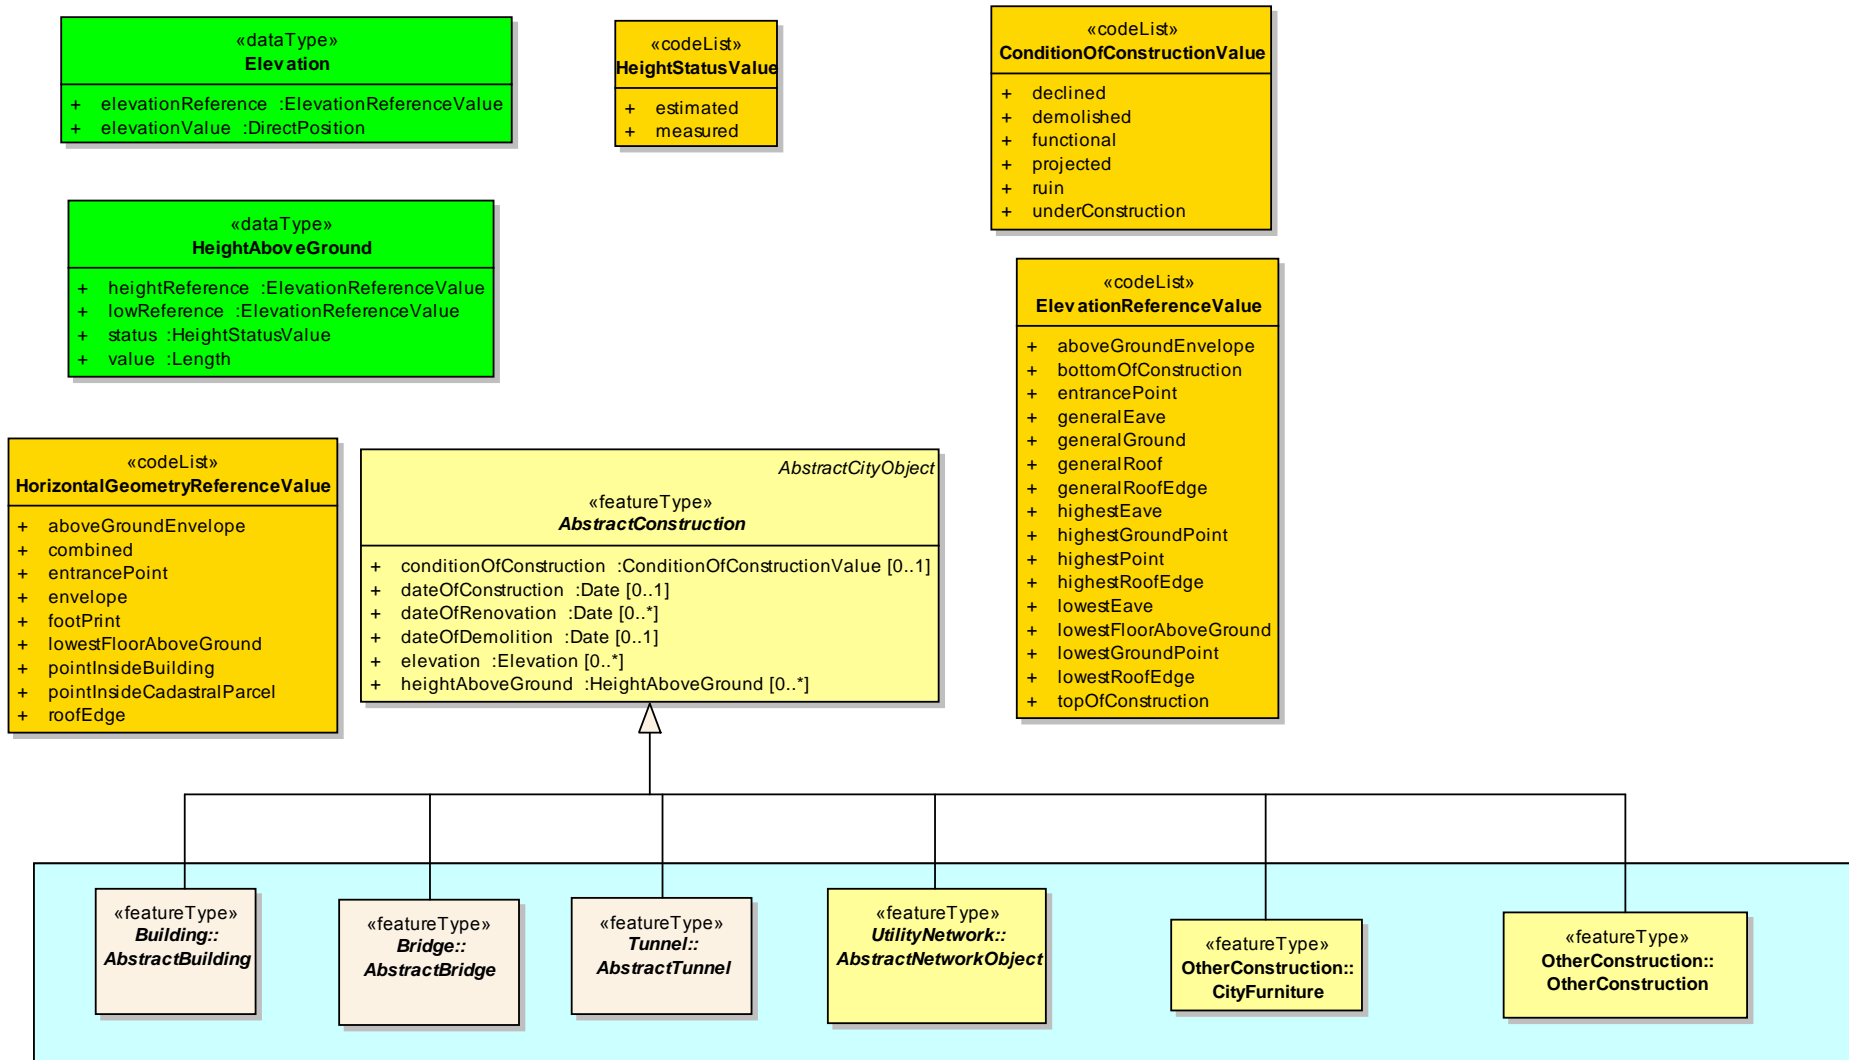 «dataType»
Elevation
+ elevationReference :ElevationReferenceValue
+ elevationValue :DirectPosition
«codeList»
HeightStatusValue
+ estimated
+ measured
«codeList»
ConditionOfConstructionValue
+ declined
+ demolished
+ functional
+ projected
+ ruin
+ underConstruction
«dataType»
HeightAboveGround
+ heightReference :ElevationReferenceValue
+ lowReference :ElevationReferenceValue
+ status :HeightStatusValue
+ value :Length
«codeList»
ElevationReferenceValue
+ aboveGroundEnvelope
+ bottomOfConstruction
+ entrancePoint
+ generalEave
+ generalGround
+ generalRoof
+ generalRoofEdge
+ highestEave
+ highestGroundPoint
+ highestPoint
+ highestRoofEdge
+ lowestEave
+ lowestFloorAboveGround
+ lowestGroundPoint
+ lowestRoofEdge
+ topOfConstruction
«codeList»
HorizontalGeometryReferenceValue
+ aboveGroundEnvelope
+ combined
+ entrancePoint
+ envelope
+ footPrint
+ lowestFloorAboveGround
+ pointInsideBuilding
+ pointInsideCadastralParcel
+ roofEdge
AbstractCityObject
«featureType»
AbstractConstruction
+ conditionOfConstruction :ConditionOfConstructionValue [0..1]
+ dateOfConstruction :Date [0..1]
+ dateOfRenovation :Date [0..*]
+ dateOfDemolition :Date [0..1]
+ elevation :Elevation [0..*]
+ heightAboveGround :HeightAboveGround [0..*]
«featureType»
Building::
AbstractBuilding
«featureType»
Bridge::
AbstractBridge
«featureType»
Tunnel::
AbstractTunnel
«featureType»
UtilityNetwork::
AbstractNetworkObject
«featureType»
OtherConstruction::
CityFurniture
«featureType»
OtherConstruction::
OtherConstruction